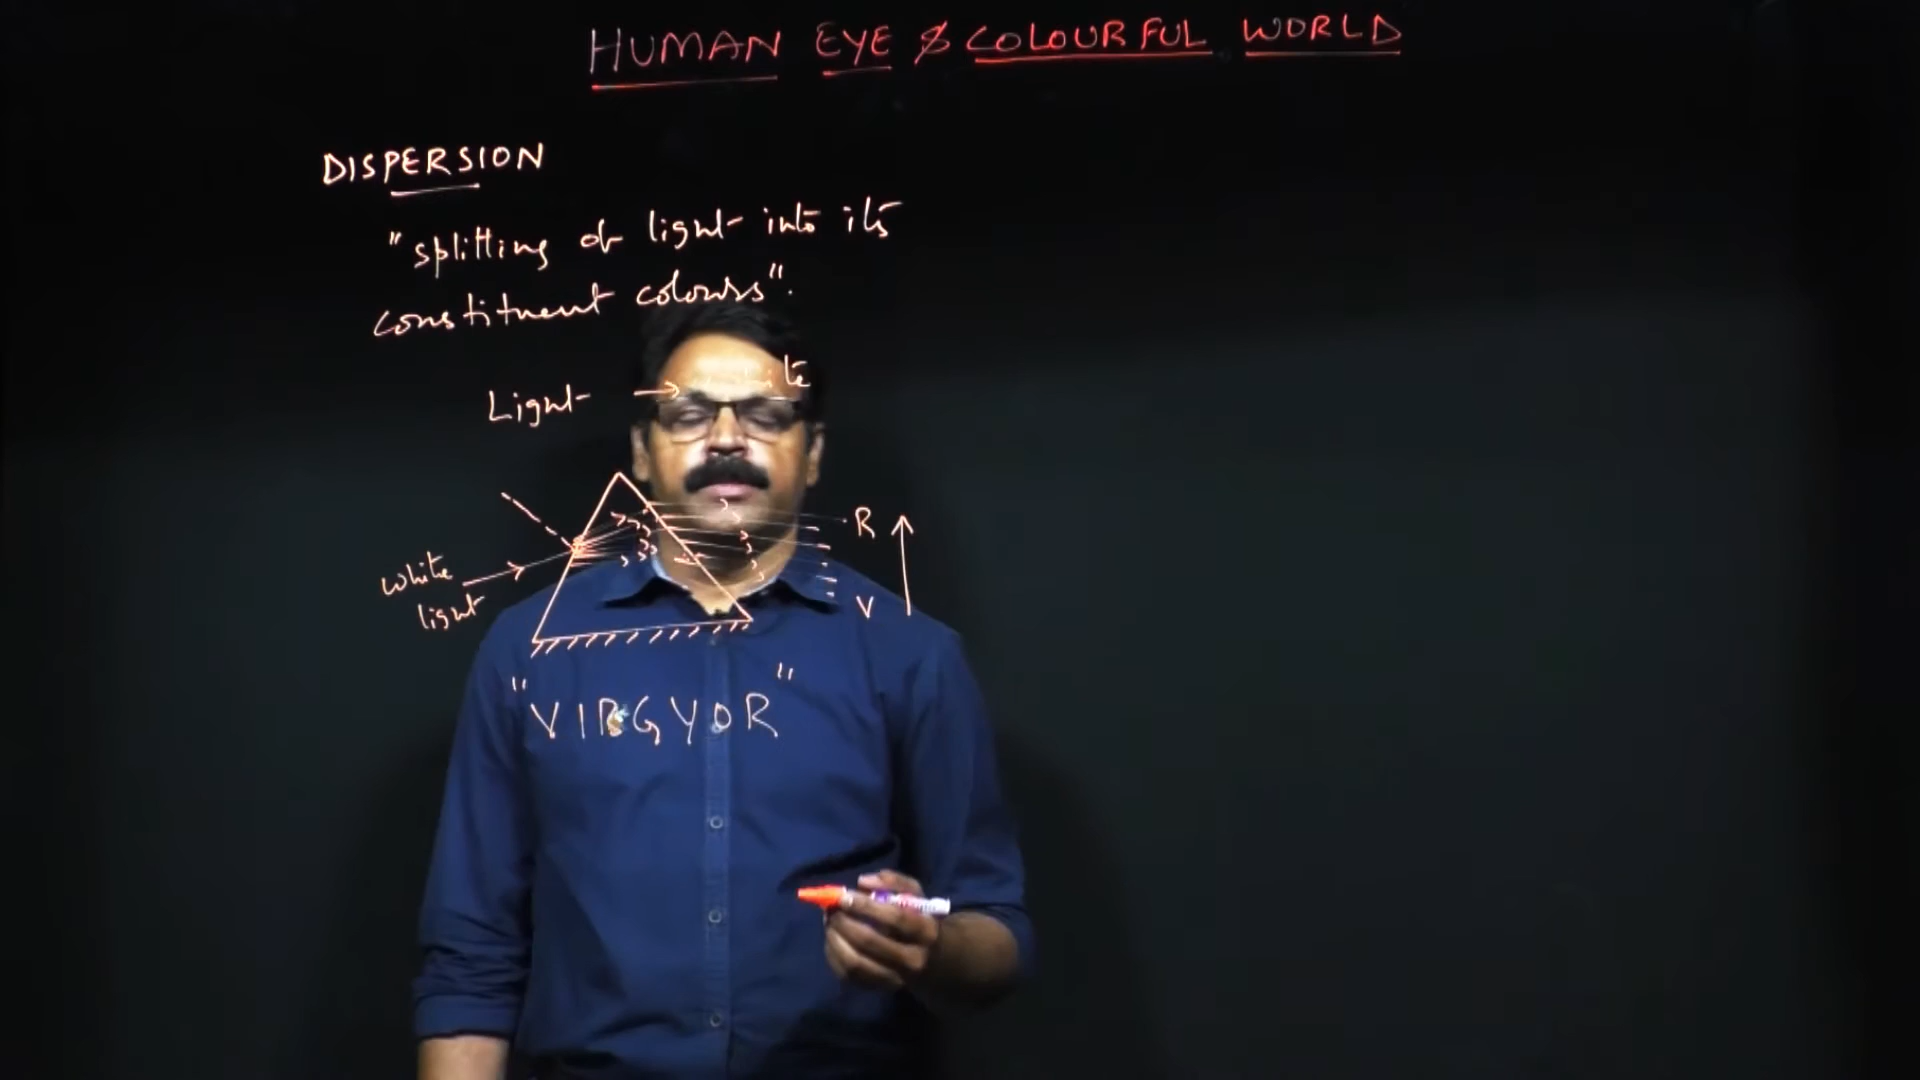 HUMAN EYE & COLOURFUL WORLD
DISPERSION
"splitting of light into its
constituent colours".
Light →
R
white
light
V
"VIBGYOR"